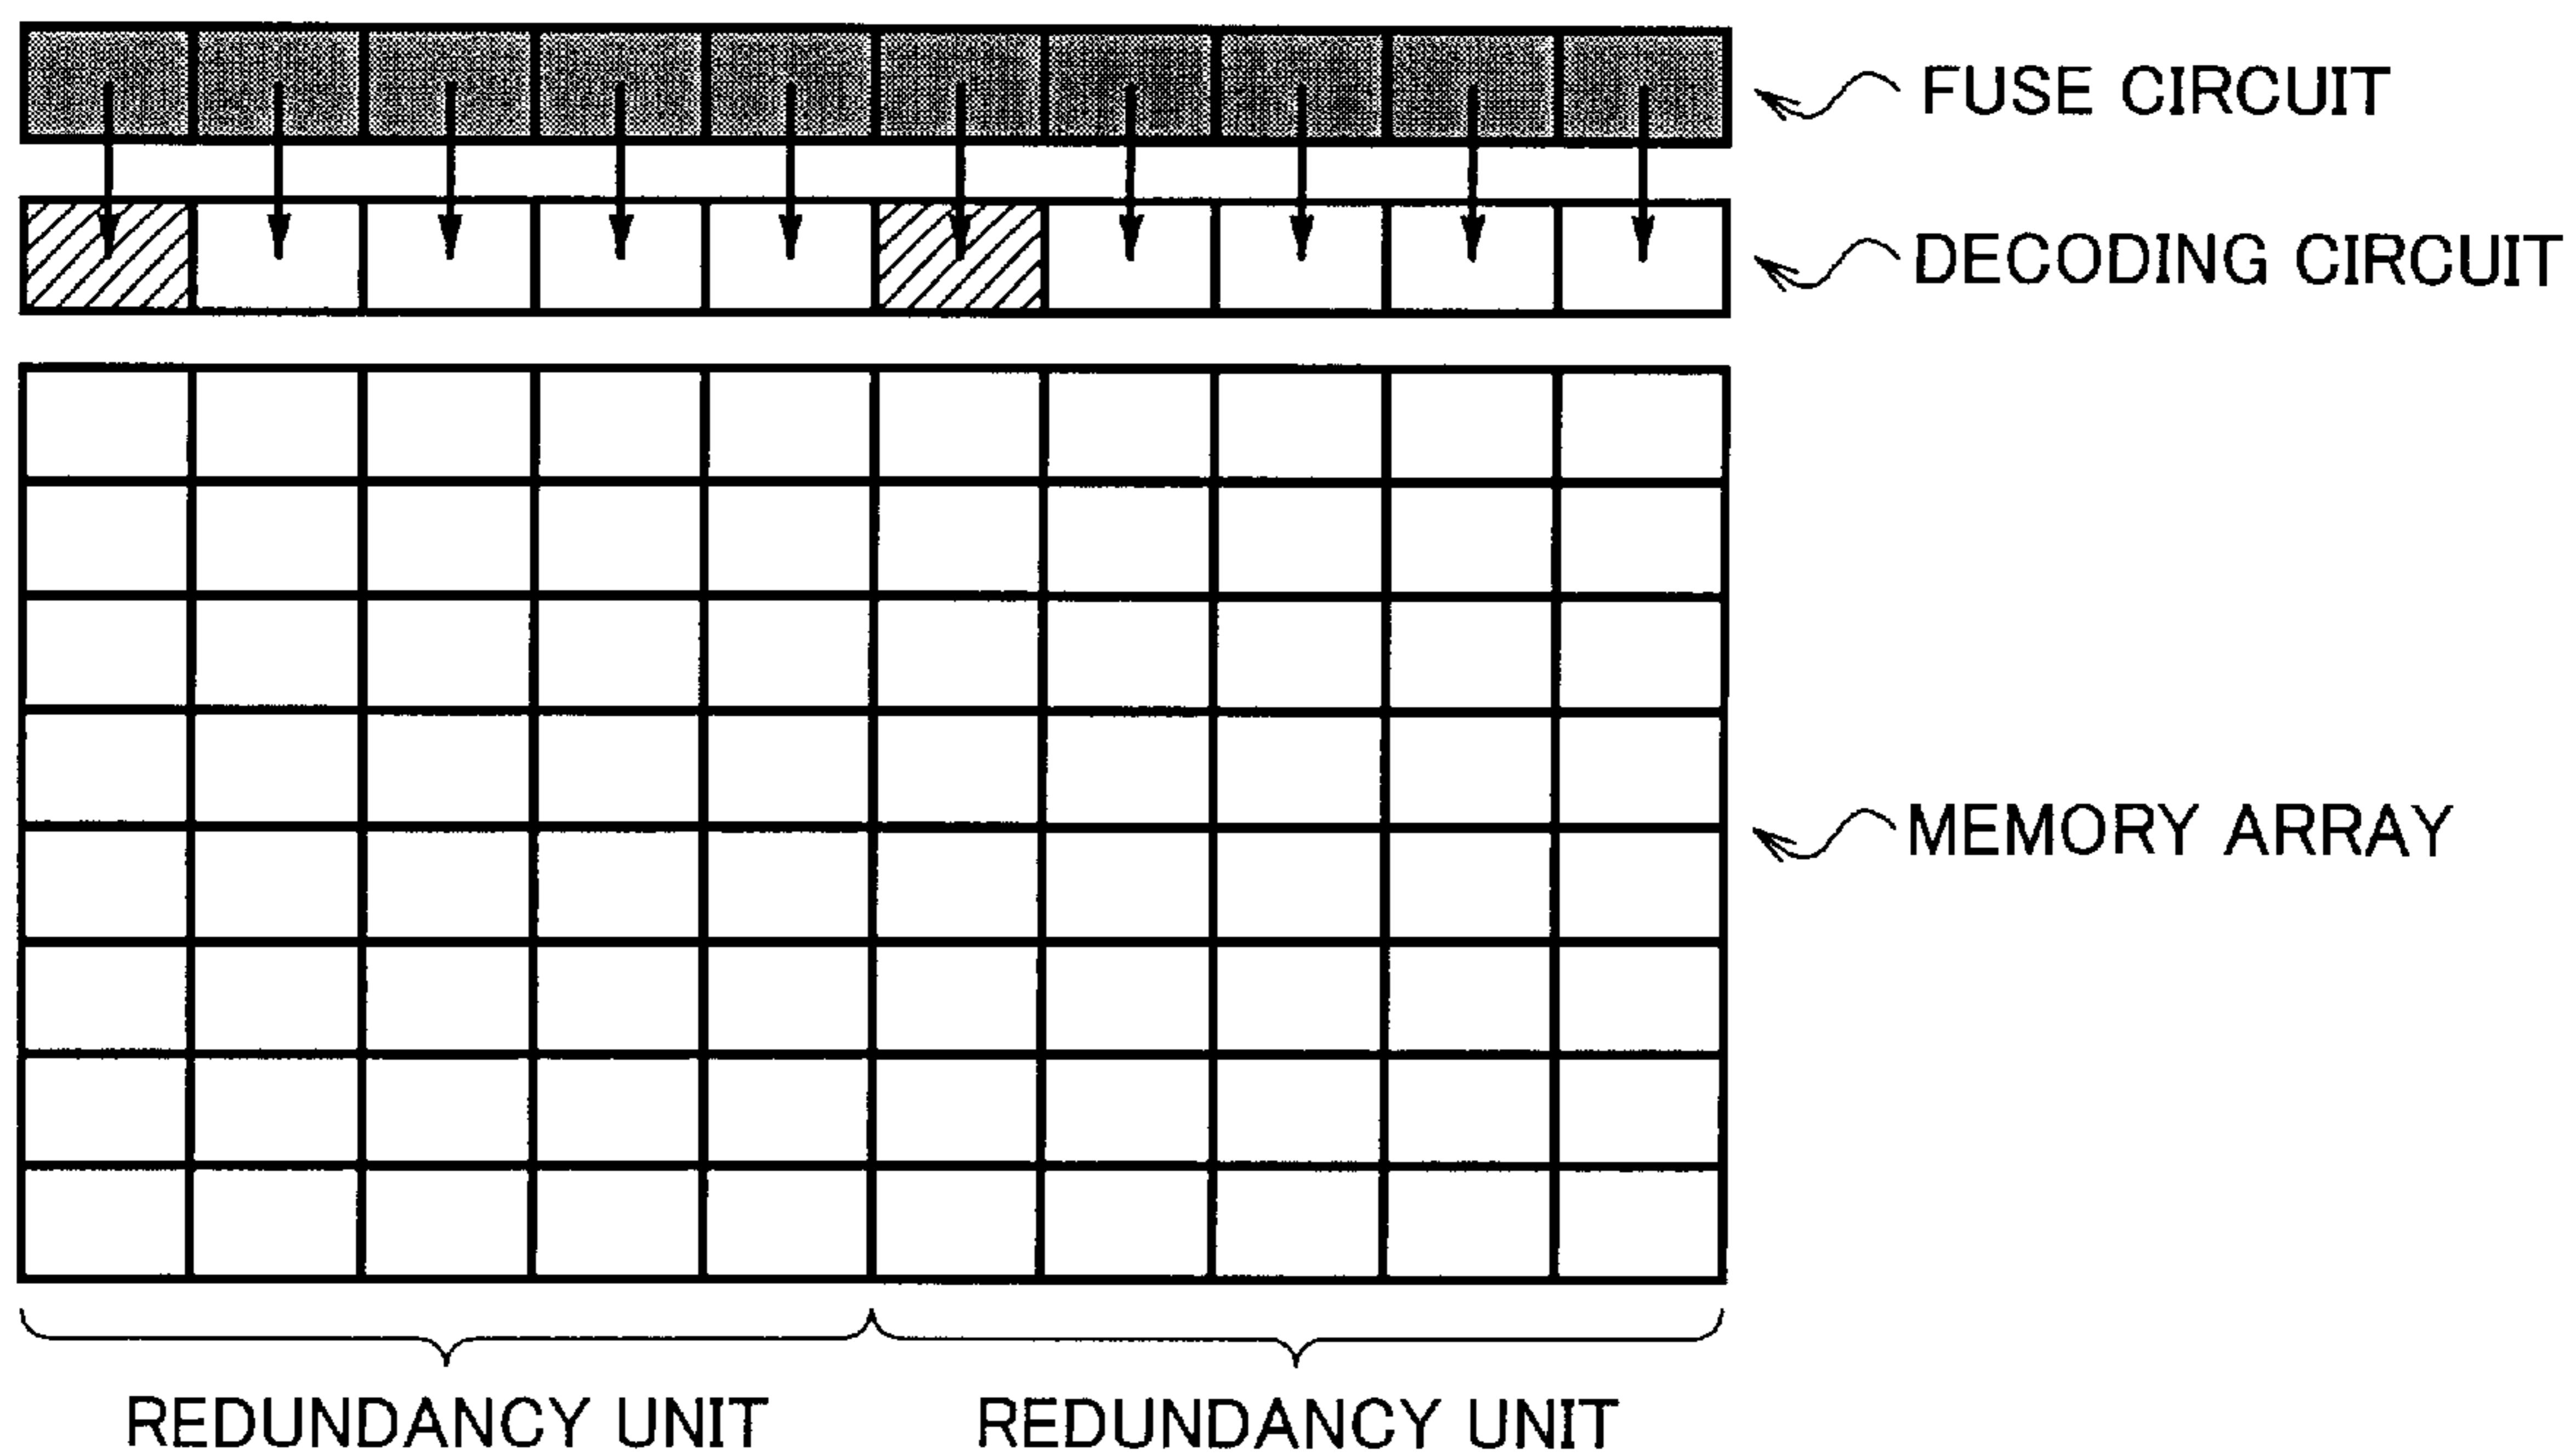 FUSE CIRCUIT
DECODING CIRCUIT
MEMORY ARRAY
REDUNDANCY UNIT
REDUNDANCY UNIT